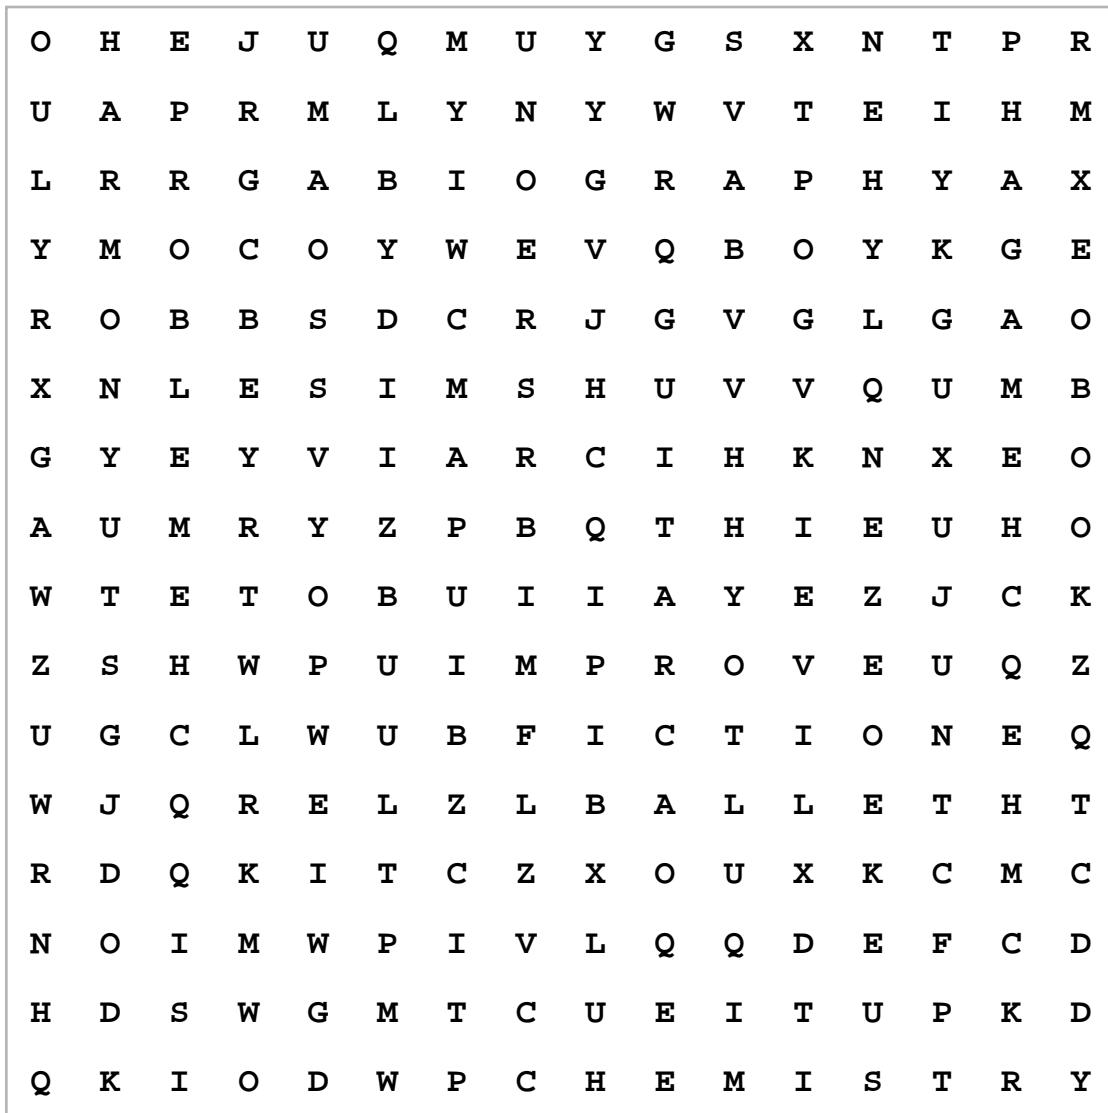 O H E J U Q M U Y G S X N T P R
U A P R M L Y N Y W V T E I H M
L R R G A B I O G R A P H Y A X
Y M O C O Y W E V Q B O Y K G E
R O B B S D C R J G V G L G A O
X N L E S I M S H U V V Q U M B
G Y E Y V I A R C I H K N X E O
A U M R Y Z P B Q T H I E U H O
W T E T O B U I I A Y E Z J C K
Z S H W P U I M P R O V E U Q Z
U G C L W U B F I C T I O N E Q
W J Q R E L Z L B A L L E T H T
R D Q K I T C Z X O U X K C M C
N O I M W P I V L Q Q D E F C D
H D S W G M T C U E I T U P K D
Q K I O D W P C H E M I S T R Y